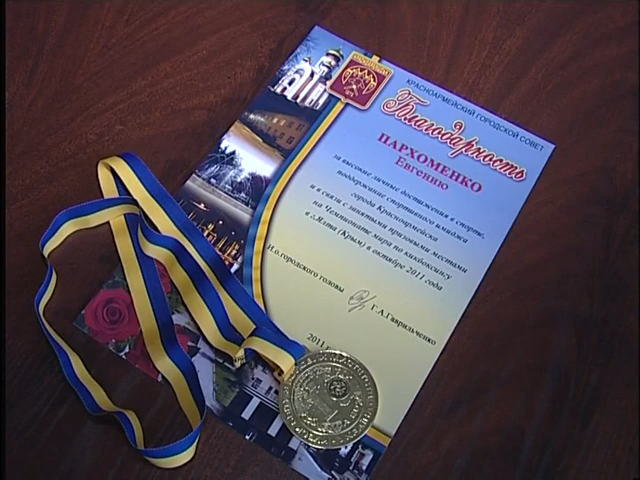 КРАСНОАРМЕЙСКИЙ ГОРОДСКОЙ СОВЕТ
Благодарность
ПАРХОМЕНКО
Евгению
за высокие личные достижения в спорте,
поддержание спортивного имиджа
города Красноармейска
и в связи с занятыми призовыми местами
на Чемпионате мира по кикбоксингу
в г.Ялта (Крым) в октябре 2011 года
И.о.городского головы
Г.А.Гаврильченко
2011 г.